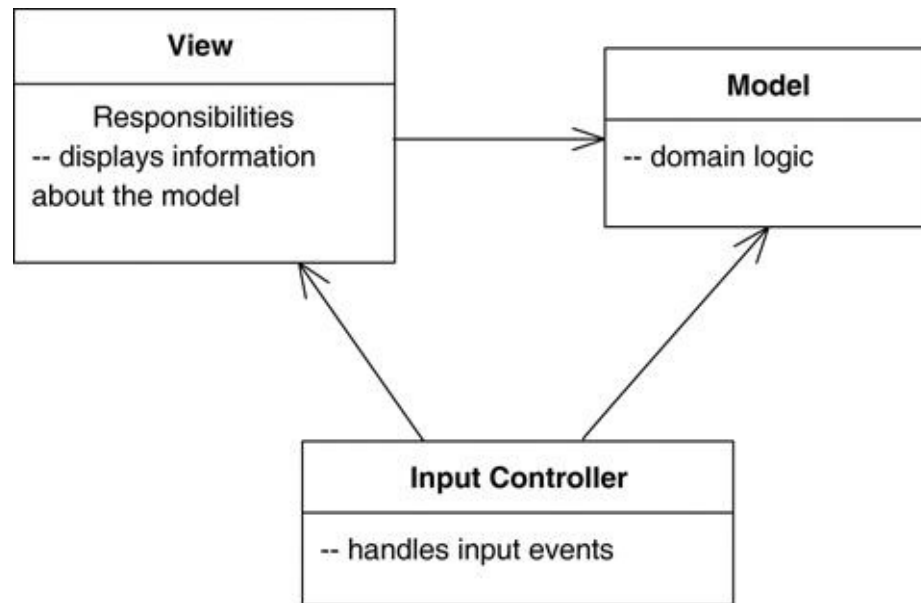 View
Responsibilities
-- displays information
about the model
Model
-- domain logic
Input Controller
-- handles input events